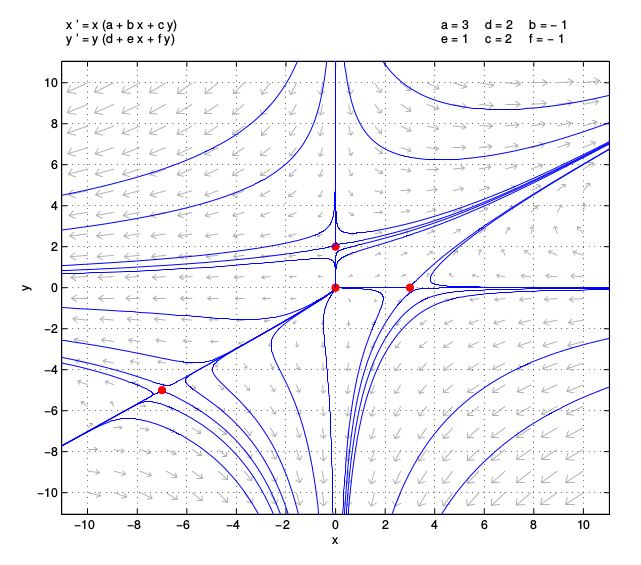 x ' = x (a + b x + c y)
y ' = y (d + e x + f y)
a = 3 d = 2 b = − 1
e = 1 c = 2 f = − 1
10
8
6
4
2
0
−2
−4
−6
−8
−10
y
−10 −8 −6 −4 −2 0 2 4 6 8 10
x